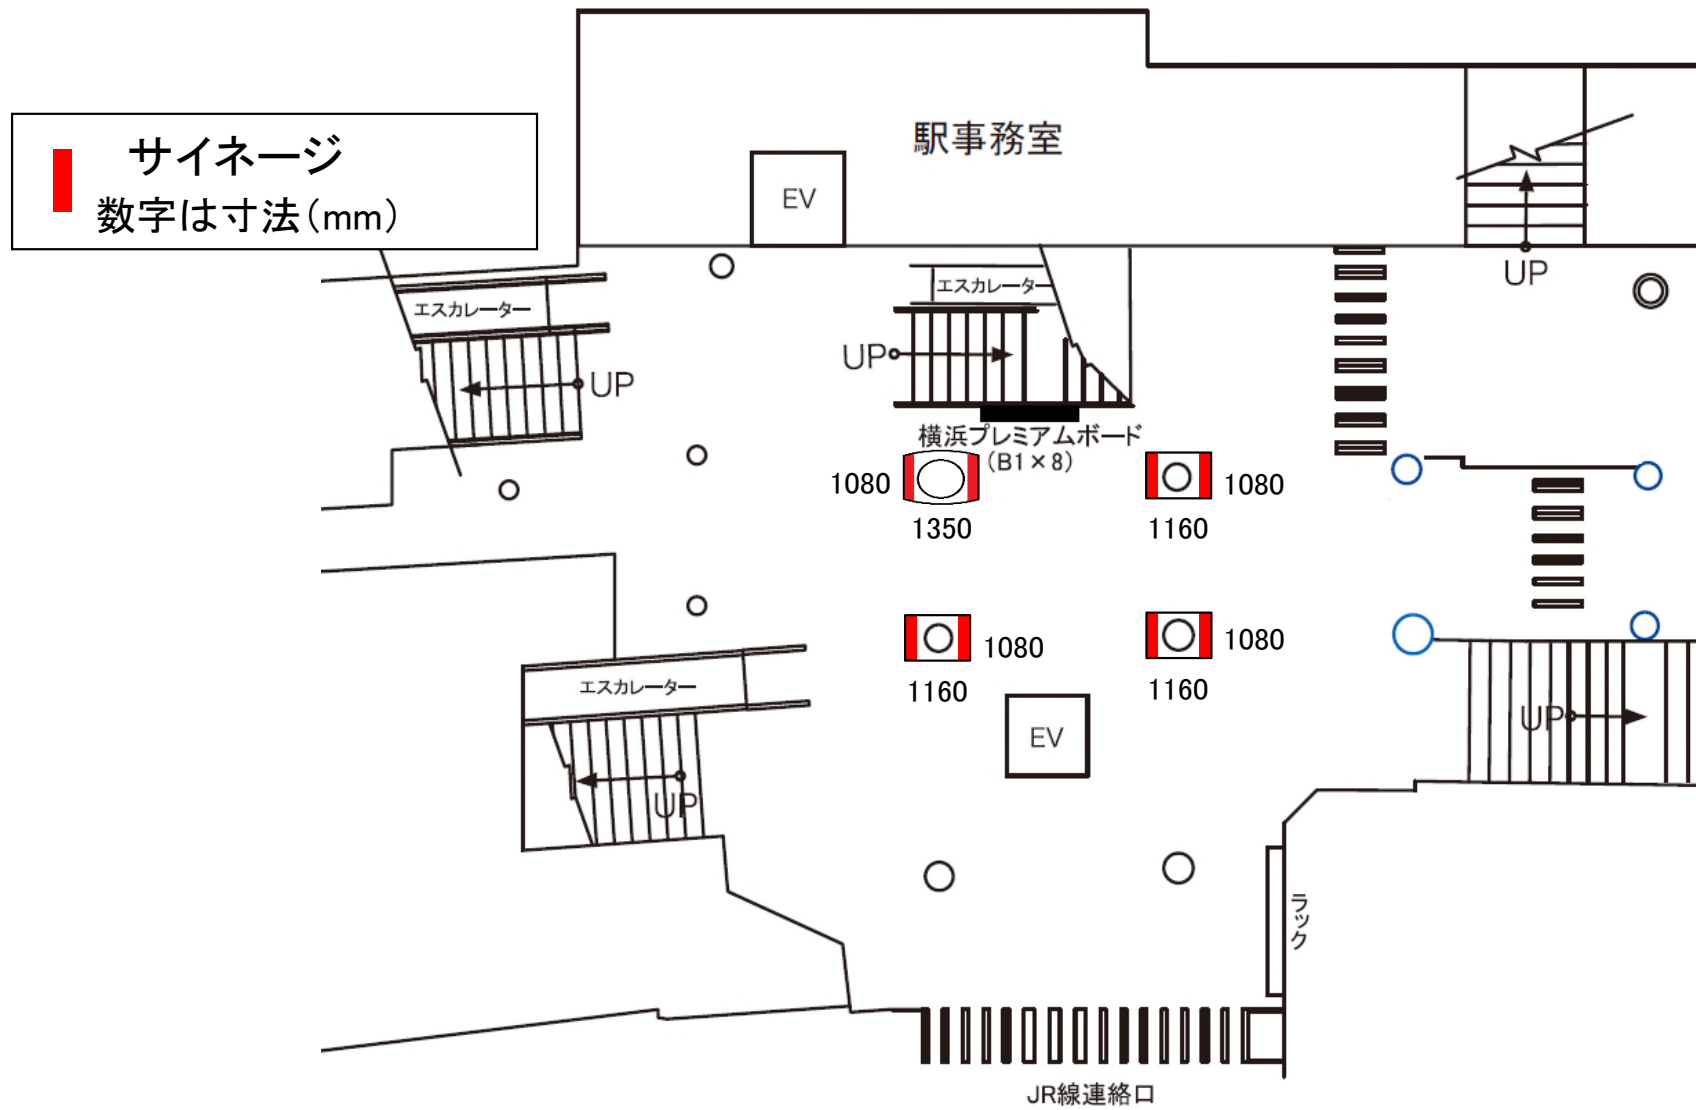 サイネージ
数字は寸法(mm)
駅事務室
EV
UP
エスカレーター
エスカレーター
UP
UP
横浜プレミアムボード
(B1×8)
1080
1350
1080
1160
1080
1160
1080
1160
エスカレーター
UP
EV
UP
ラック
JR線連絡口